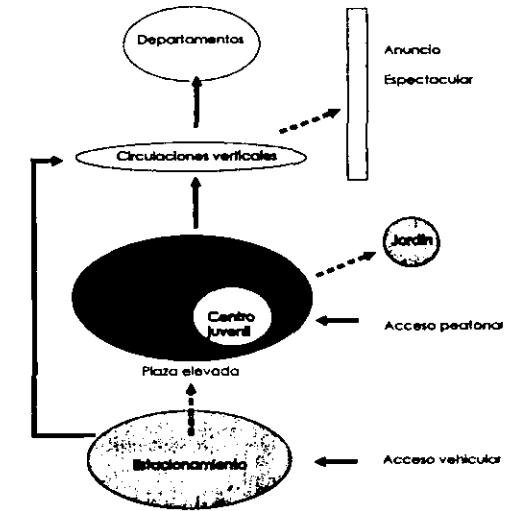 Departamentos
Anuncio
Espectacular
Circulaciones verticales
Jardín
Centro
juvenil
Acceso peatonal
Plaza elevada
Estacionamiento
Acceso vehicular